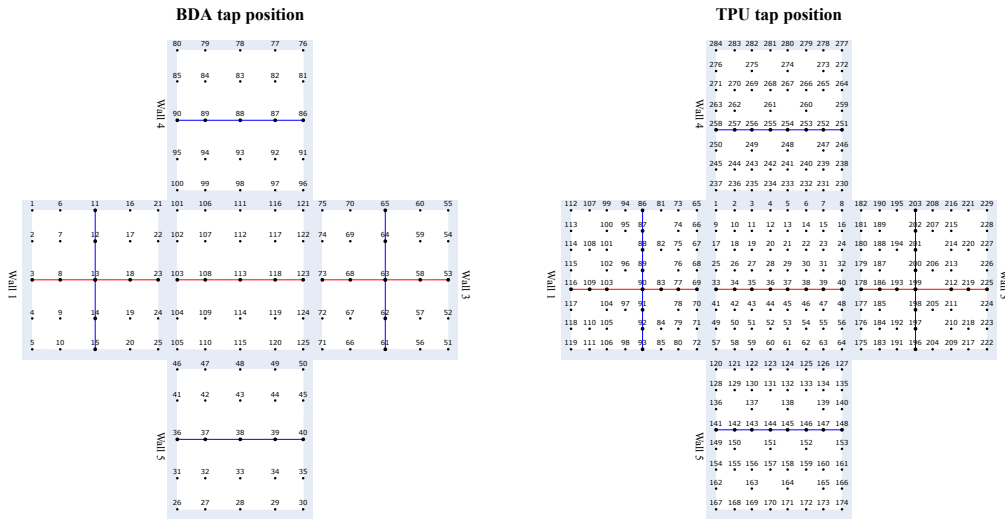 BDA tap position
80 79 78 77 76
85 84 83 82 81
Wall 4
90 89 88 87 86
95 94 93 92 91
100 99 98 97 96
1 6 11 16 21 101 106 111 116 121 75 70 65 60 55
2 7 12 17 22 102 107 112 117 122 74 69 64 59 54
Wall 1
3 8 13 18 23 103 108 113 118 123 73 68 63 58 53
Wall 3
4 9 14 19 24 104 109 114 119 124 72 67 62 57 52
5 10 15 20 25 105 110 115 120 125 71 66 61 56 51
46 47 48 49 50
41 42 43 44 45
Wall 5
36 37 38 39 40
31 32 33 34 35
26 27 28 29 30
TPU tap position
284 283 282 281 280 279 278 277
276 275 274 273 272
271 270 269 268 267 266 265 264
Wall 4
263 262 261 260 259
258 257 256 255 254 253 252 251
250 249 248 247 246
245 244 243 242 241 240 239 238
237 236 235 234 233 232 231 230
112 107 99 94 86 81 73 65 1 2 3 4 5 6 7 8 182 190 195 203 208 216 221 229
113 100 95 87 74 66 9 10 11 12 13 14 15 16 181 189 202 207 215 228
114 108 101 88 82 75 67 17 18 19 20 21 22 23 24 180 188 194 201 214 220 227
115 102 96 89 76 68 25 26 27 28 29 30 31 32 179 187 200 206 213 226
Wall 1
116 109 103 90 83 77 69 33 34 35 36 37 38 39 40 178 186 193 199 212 219 225
Wall 3
117 104 97 91 78 70 41 42 43 44 45 46 47 48 177 185 198 205 211 224
118 110 105 92 84 79 71 49 50 51 52 53 54 55 56 176 184 192 197 210 218 223
119 111 106 98 93 85 80 72 57 58 59 60 61 62 63 64 175 183 191 196 204 209 217 222
120 121 122 123 124 125 126 127
128 129 130 131 132 133 134 135
136 137 138 139 140
Wall 5
141 142 143 144 145 146 147 148
149 150 151 152 153
154 155 156 157 158 159 160 161
162 163 164 165 166
167 168 169 170 171 172 173 174